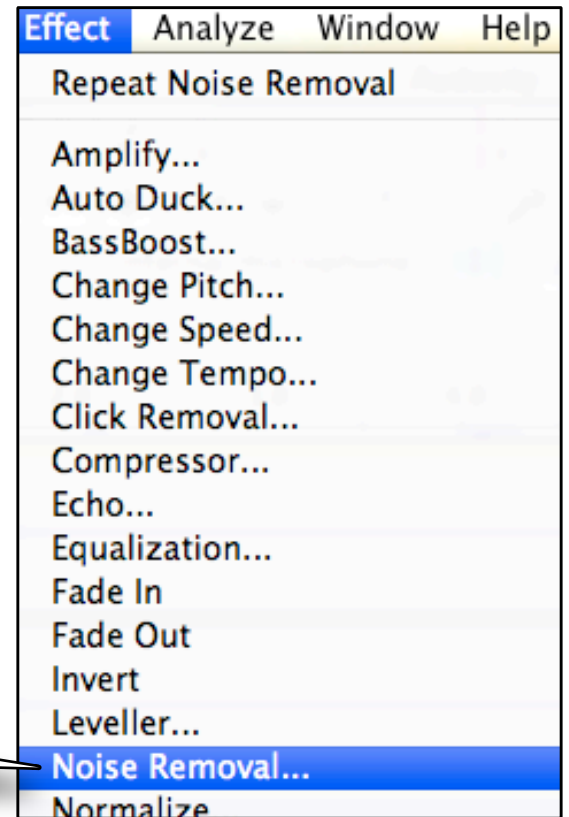 Effect Analyze Window Help
Repeat Noise Removal
Amplify...
Auto Duck...
BassBoost...
Change Pitch...
Change Speed...
Change Tempo...
Click Removal...
Compressor...
Echo...
Equalization...
Fade In
Fade Out
Invert
Leveller...
Noise Removal...
Normalize